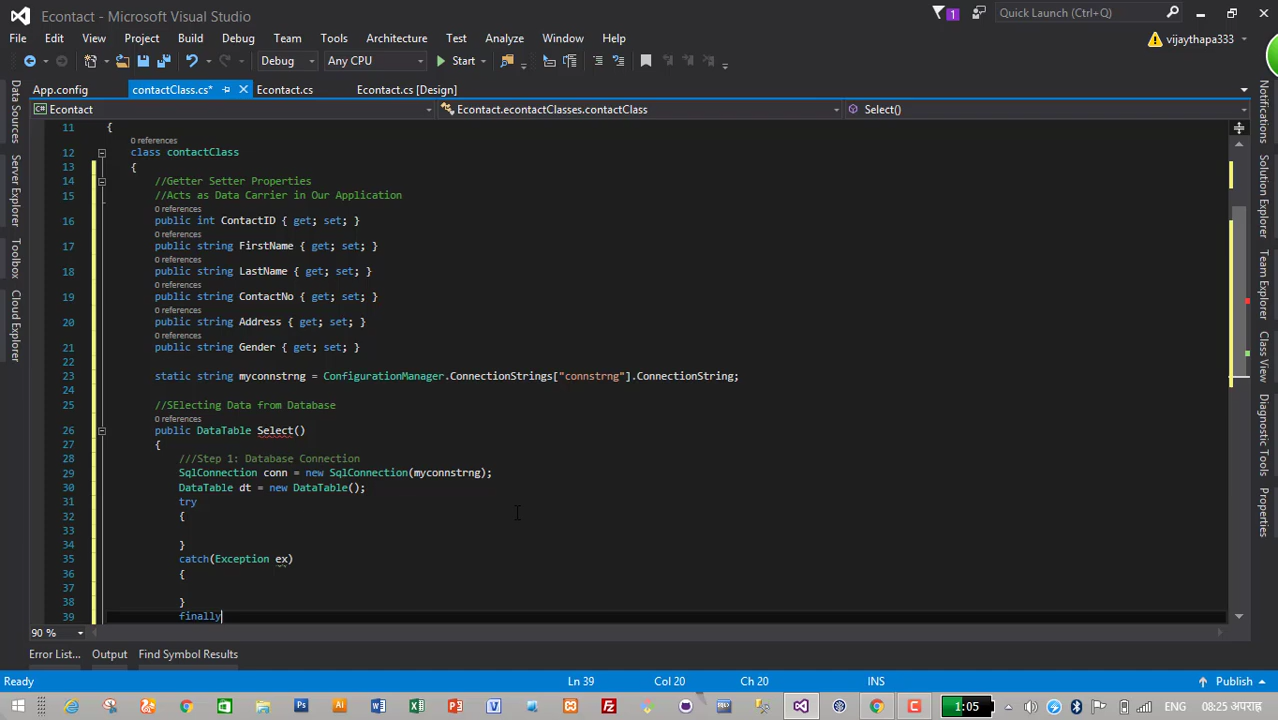 Econtact - Microsoft Visual Studio
1
Quick Launch (Ctrl+Q)
File Edit View Project Build Debug Team Tools Architecture Test Analyze Window Help
vijaythapa333
Debug Any CPU Start
App.config contactClass.cs* Econtact.cs Econtact.cs [Design]
Econtact Econtact.econtactClasses.contactClass Select()
Data Sources
Server Explorer
Toolbox
Cloud Explorer
11 {
0 references
12 class contactClass
13 {
14 //Getter Setter Properties
15 //Acts as Data Carrier in Our Application
0 references
16 public int ContactID { get; set; }
0 references
17 public string FirstName { get; set; }
0 references
18 public string LastName { get; set; }
0 references
19 public string ContactNo { get; set; }
0 references
20 public string Address { get; set; }
0 references
21 public string Gender { get; set; }
22
23 static string myconnstrng = ConfigurationManager.ConnectionStrings["connstrng"].ConnectionString;
24
25 //SElecting Data from Database
0 references
26 public DataTable Select()
27 {
28 ///Step 1: Database Connection
29 SqlConnection conn = new SqlConnection(myconnstrng);
30 DataTable dt = new DataTable();
31 try
32 {
33
34 }
35 catch(Exception ex)
36 {
37
38 }
39 finally
Notifications
Solution Explorer
Team Explorer
Class View
Diagnostic Tools
Properties
90 %
Error List... Output Find Symbol Results
Ready Ln 39 Col 20 Ch 20 INS Publish
1:05 ENG 08:25 अपराह्न